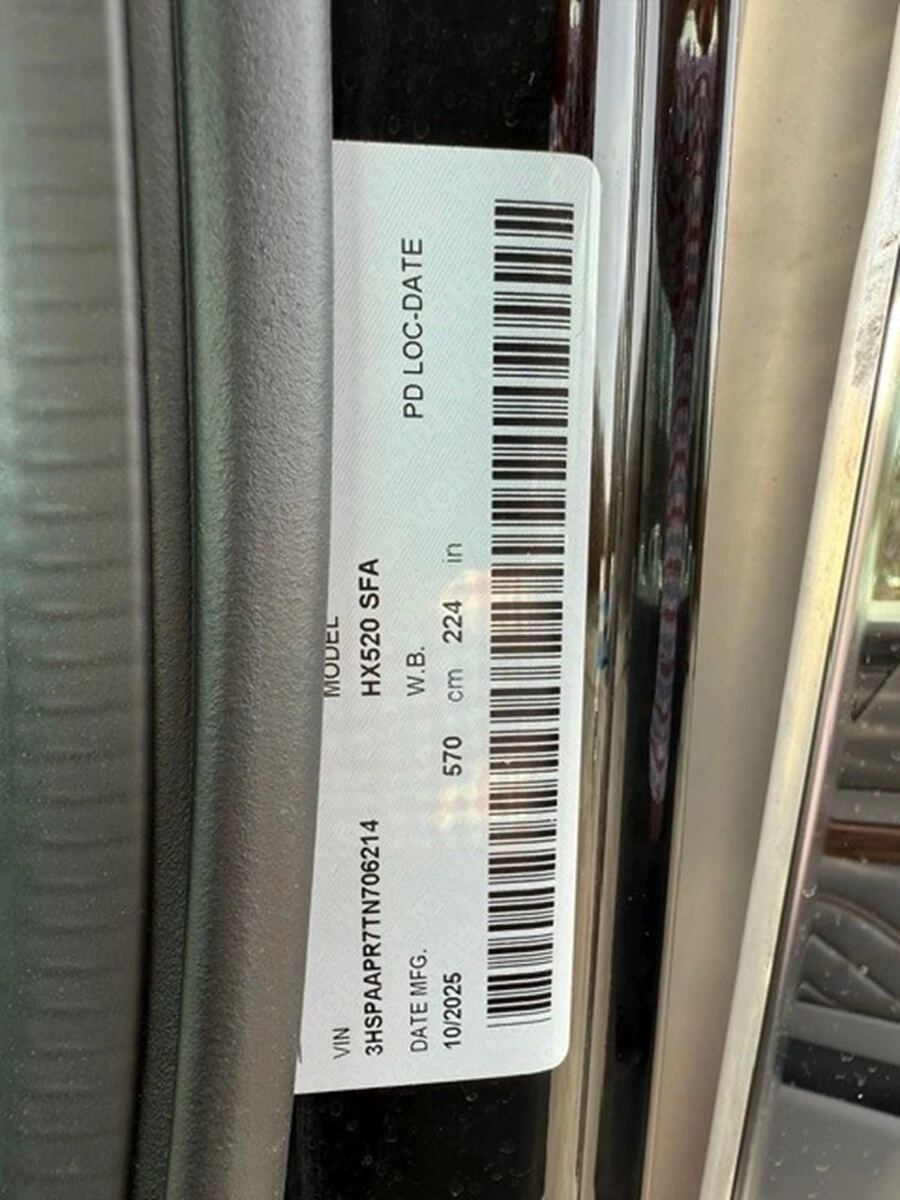 VIN MODEL
3HSPAAPR7TN706214 HX520 SFA
DATE MFG. W.B. PD LOC-DATE
10/2025 570 cm 224 in